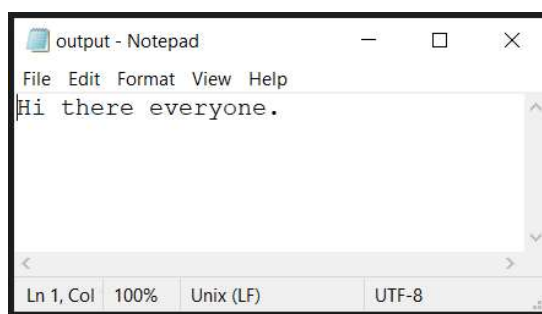 output - Notepad
File Edit Format View Help
Hi there everyone.
Ln 1, Col 100% Unix (LF) UTF-8